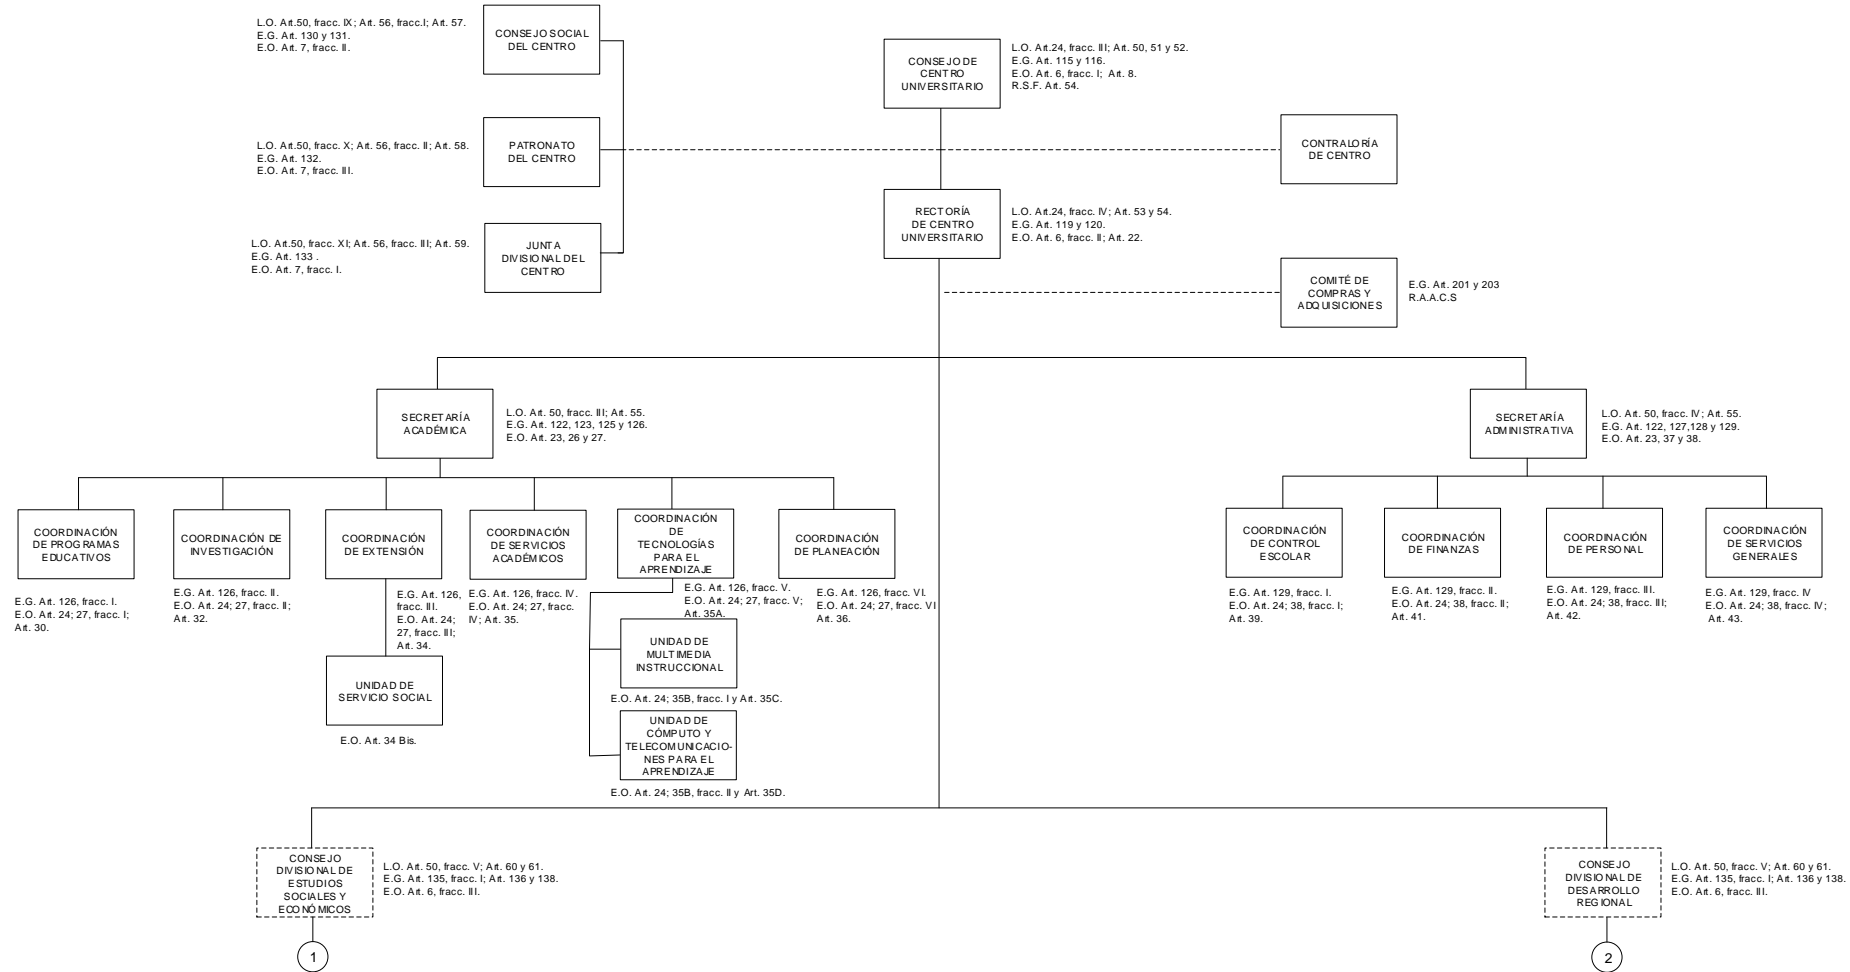 L.O. Art.50, fracc. IX; Art. 56, fracc.I; Art. 57.
E.G. Art. 130 y 131.
E.O. Art. 7, fracc. II.
CONSEJO SOCIAL
DEL CENTRO
CONSEJO DE
CENTRO
UNIVERSITARIO
L.O. Art.24, fracc. III; Art. 50, 51 y 52.
E.G. Art. 115 y 116.
E.O. Art. 6, fracc. I; Art. 8.
R.S.F. Art. 54.
L.O. Art.50, fracc. X; Art. 56, fracc. II; Art. 58.
E.G. Art. 132.
E.O. Art. 7, fracc. III.
PATRONATO
DEL CENTRO
CONTRALORÍA
DE CENTRO
RECTORÍA
DE CENTRO
UNIVERSITARIO
L.O. Art.24, fracc. IV; Art. 53 y 54.
E.G. Art. 119 y 120.
E.O. Art. 6, fracc. II; Art. 22.
L.O. Art.50, fracc. XI; Art. 56, fracc. III; Art. 59.
E.G. Art. 133 .
E.O. Art. 7, fracc. I.
JUNTA
DIVISIONAL DEL
CENTRO
COMITÉ DE
COMPRAS Y
ADQUISICIONES
E.G. Art. 201 y 203
R.A.A.C.S
SECRETARÍA
ACADÉMICA
L.O. Art. 50, fracc. III; Art. 55.
E.G. Art. 122, 123, 125 y 126.
E.O. Art. 23, 26 y 27.
SECRETARÍA
ADMINISTRATIVA
L.O. Art. 50, fracc. IV; Art. 55.
E.G. Art. 122, 127,128 y 129.
E.O. Art. 23, 37 y 38.
COORDINACIÓN
DE PROGRAMAS
EDUCATIVOS
E.G. Art. 126, fracc. I.
E.O. Art. 24; 27, fracc. I;
Art. 30.
COORDINACIÓN DE
INVESTIGACIÓN
E.G. Art. 126, fracc. II.
E.O. Art. 24; 27, fracc. II;
Art. 32.
COORDINACIÓN
DE EXTENSIÓN
E.G. Art. 126,
fracc. III.
E.O. Art. 24;
27, fracc. III;
Art. 34.
COORDINACIÓN
DE SERVICIOS
ACADÉMICOS
E.G. Art. 126, fracc. IV.
E.O. Art. 24; 27, fracc.
IV; Art. 35.
COORDINACIÓN
DE
TECNOLOGÍAS
PARA EL
APRENDIZAJE
E.G. Art. 126, fracc. V.
E.O. Art. 24; 27, fracc. V;
Art. 35A.
COORDINACIÓN
DE PLANEACIÓN
E.G. Art. 126, fracc. VI.
E.O. Art. 24; 27, fracc. VI
Art. 36.
COORDINACIÓN
DE CONTROL
ESCOLAR
E.G. Art. 129, fracc. I.
E.O. Art. 24; 38, fracc. I;
Art. 39.
COORDINACIÓN
DE FINANZAS
E.G. Art. 129, fracc. II.
E.O. Art. 24; 38, fracc. II;
Art. 41.
COORDINACIÓN
DE PERSONAL
E.G. Art. 129, fracc. III.
E.O. Art. 24; 38, fracc. III;
Art. 42.
COORDINACIÓN
DE SERVICIOS
GENERALES
E.G. Art. 129, fracc. IV
E.O. Art. 24; 38, fracc. IV;
Art. 43.
UNIDAD DE
SERVICIO SOCIAL
E.O. Art. 34 Bis.
UNIDAD DE
MULTIMEDIA
INSTRUCCIONAL
E.O. Art. 24; 35B, fracc. I y Art. 35C.
UNIDAD DE
CÓMPUTO Y
TELECOMUNICACIO-
NES PARA EL
APRENDIZAJE
E.O. Art. 24; 35B, fracc. II y Art. 35D.
CONSEJO
DIVISIONAL DE
ESTUDIOS
SOCIALES Y
ECONÓMICOS
L.O. Art. 50, fracc. V; Art. 60 y 61.
E.G. Art. 135, fracc. I; Art. 136 y 138.
E.O. Art. 6, fracc. III.
CONSEJO
DIVISIONAL DE
DESARROLLO
REGIONAL
L.O. Art. 50, fracc. V; Art. 60 y 61.
E.G. Art. 135, fracc. I; Art. 136 y 138.
E.O. Art. 6, fracc. III.
1
2